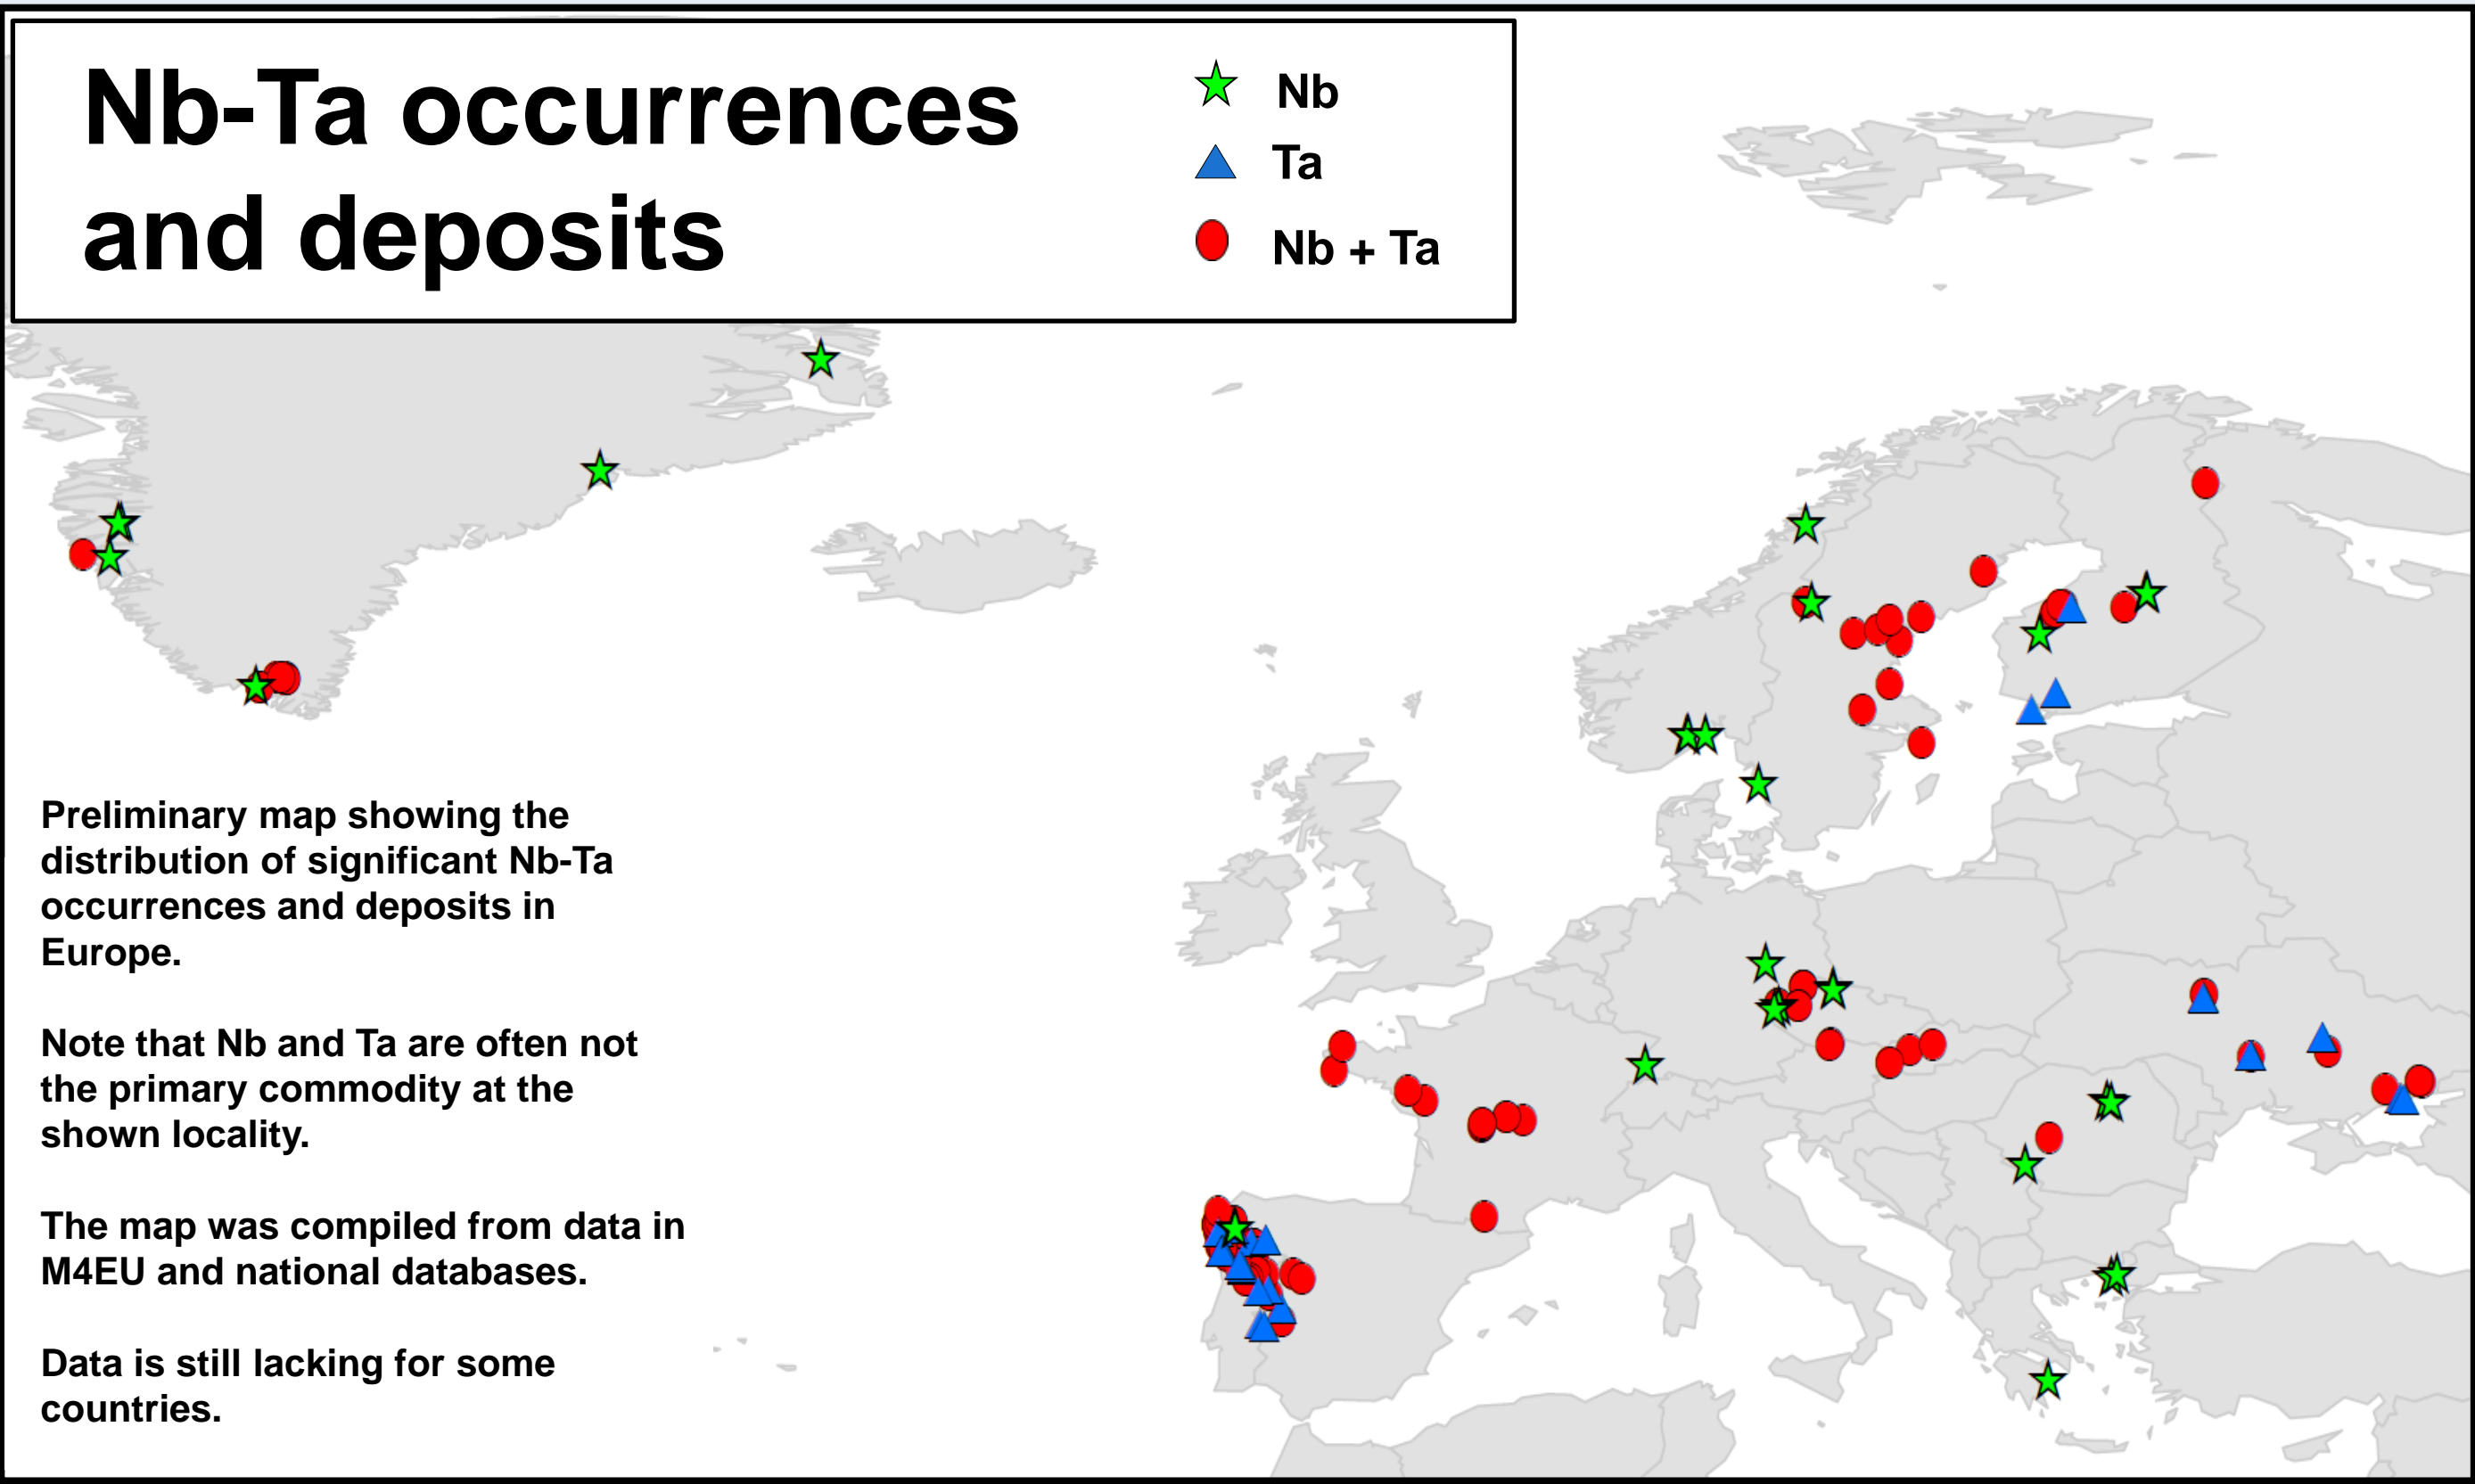 Nb-Ta occurrences
and deposits
Nb
Ta
Nb + Ta
Preliminary map showing the
distribution of significant Nb-Ta
occurrences and deposits in
Europe.
Note that Nb and Ta are often not
the primary commodity at the
shown locality.
The map was compiled from data in
M4EU and national databases.
Data is still lacking for some
countries.